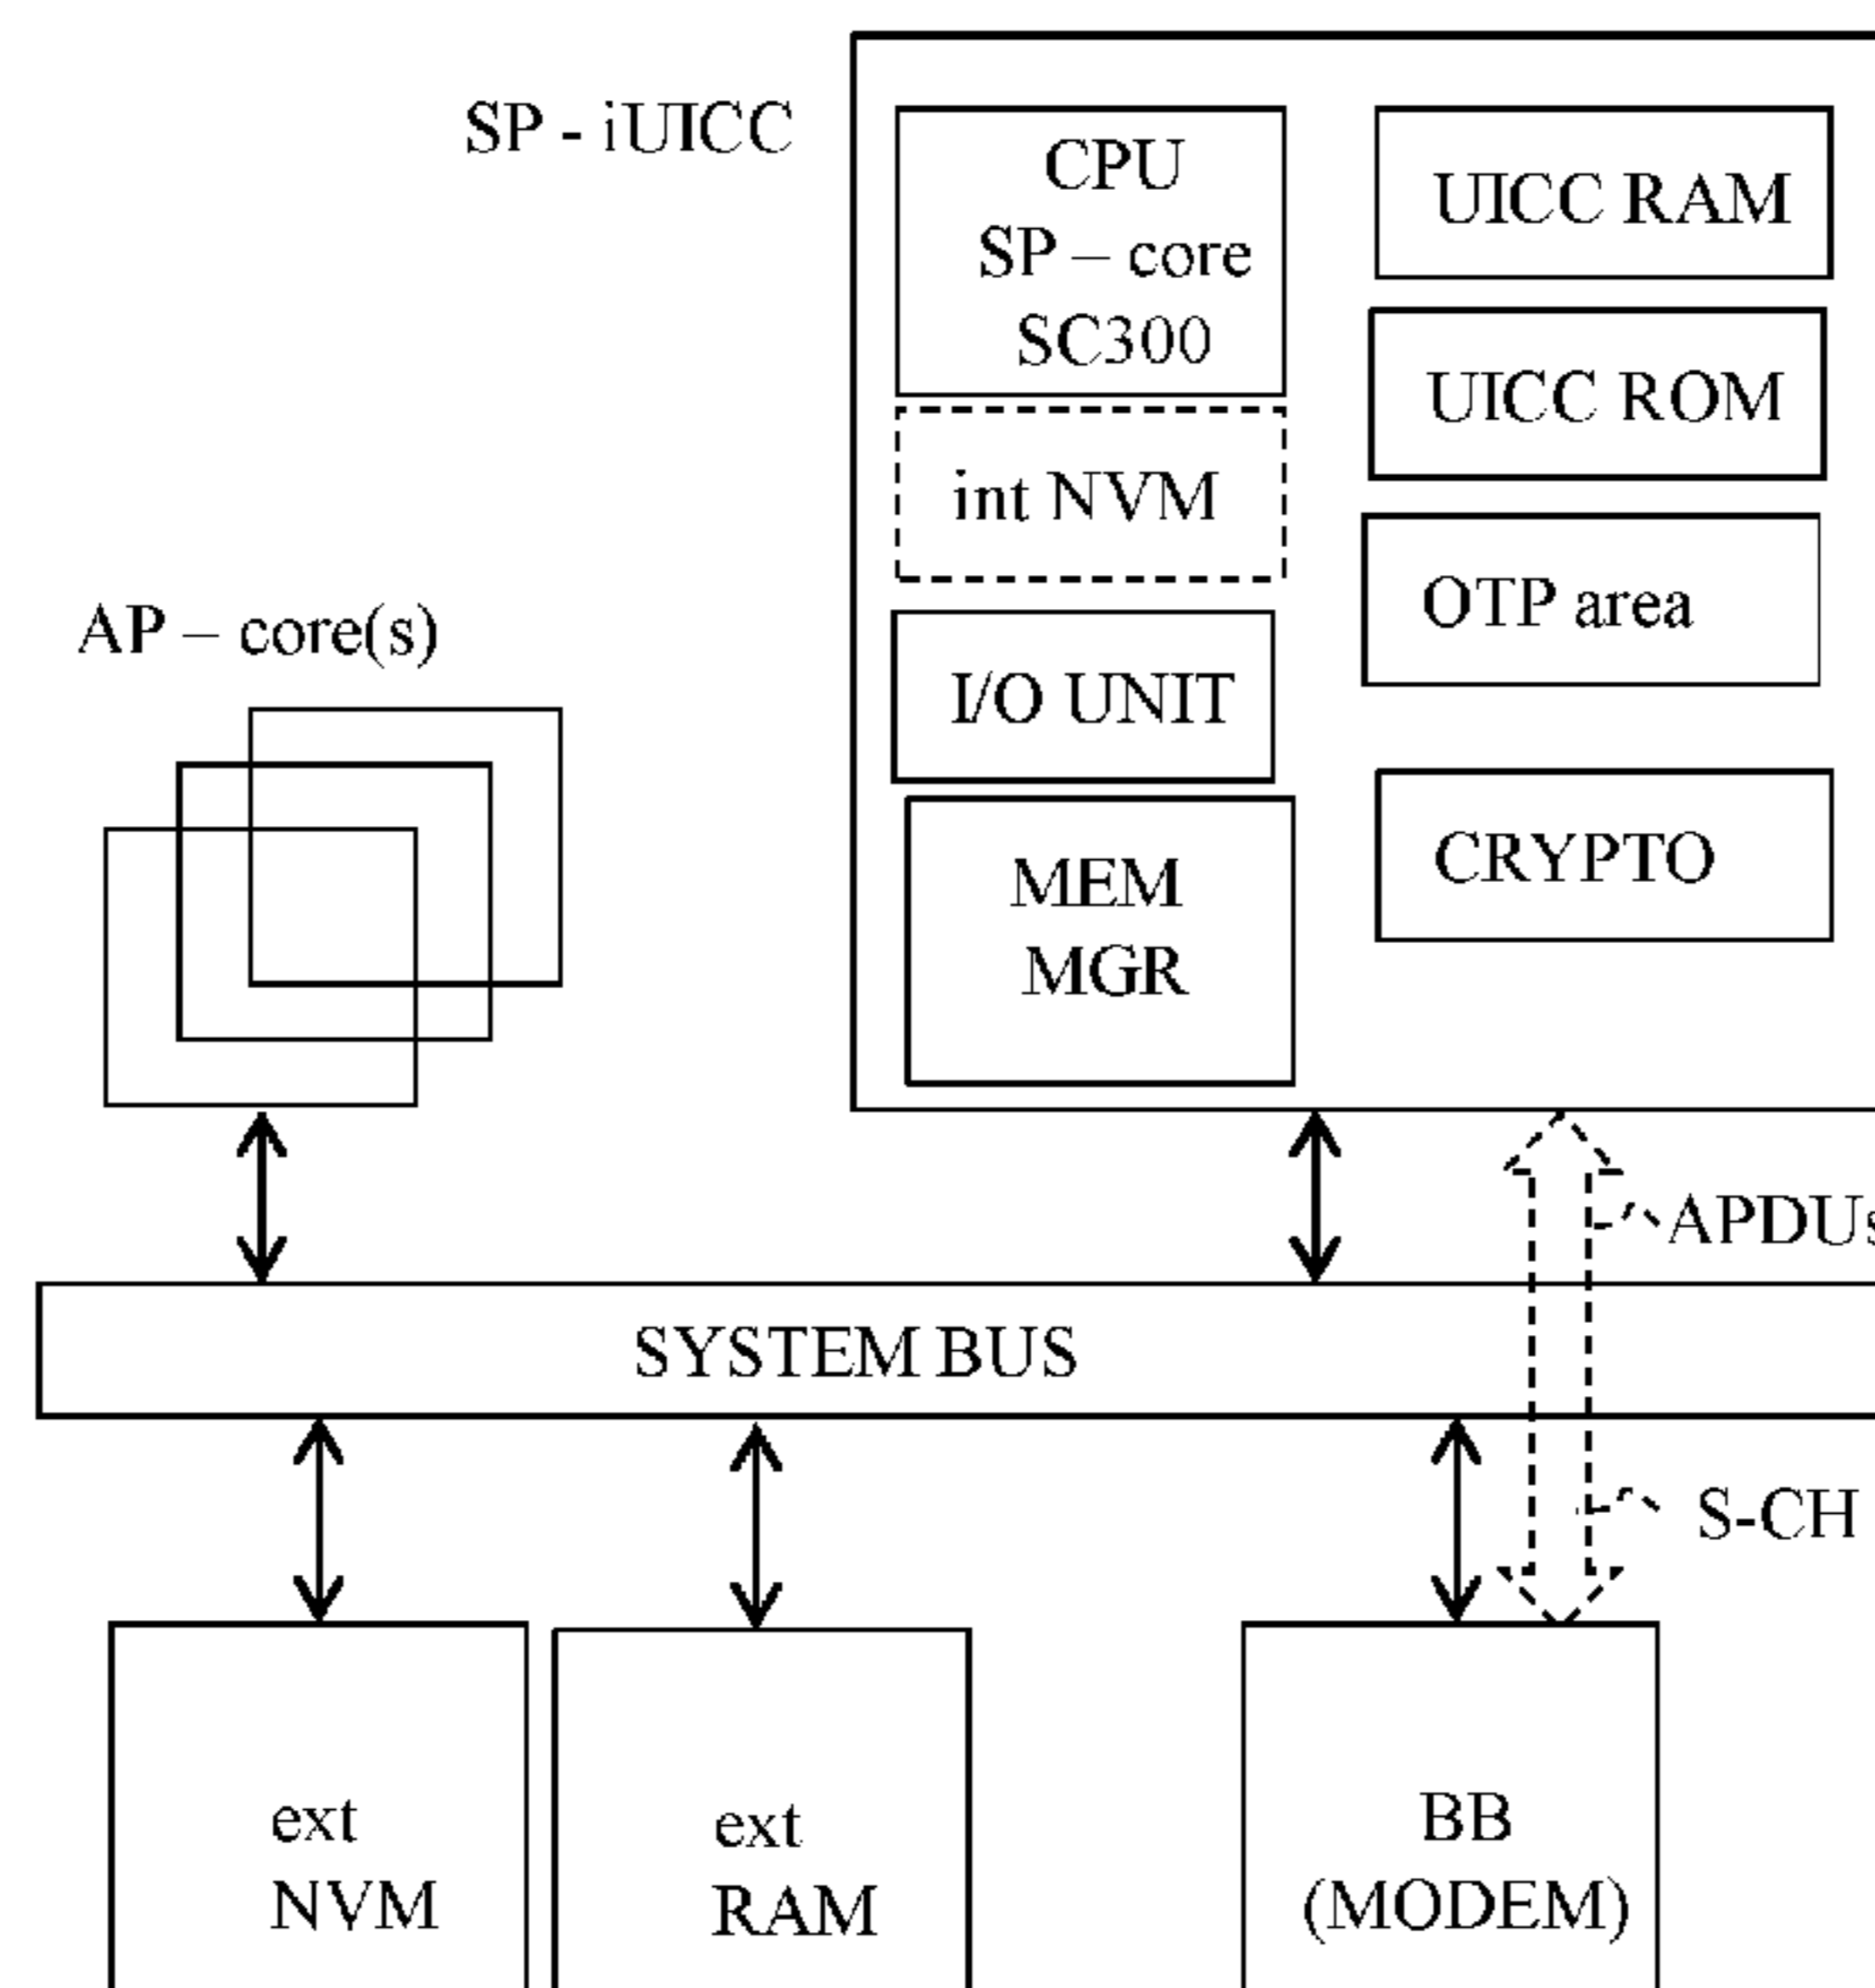 SP - iUICC
CPU
SP – core
SC300
UICC RAM
UICC ROM
int NVM
OTP area
AP – core(s)
I/O UNIT
CRYPTO
MEM
MGR
APDUs
SYSTEM BUS
S-CH
ext
NVM
ext
RAM
BB
(MODEM)